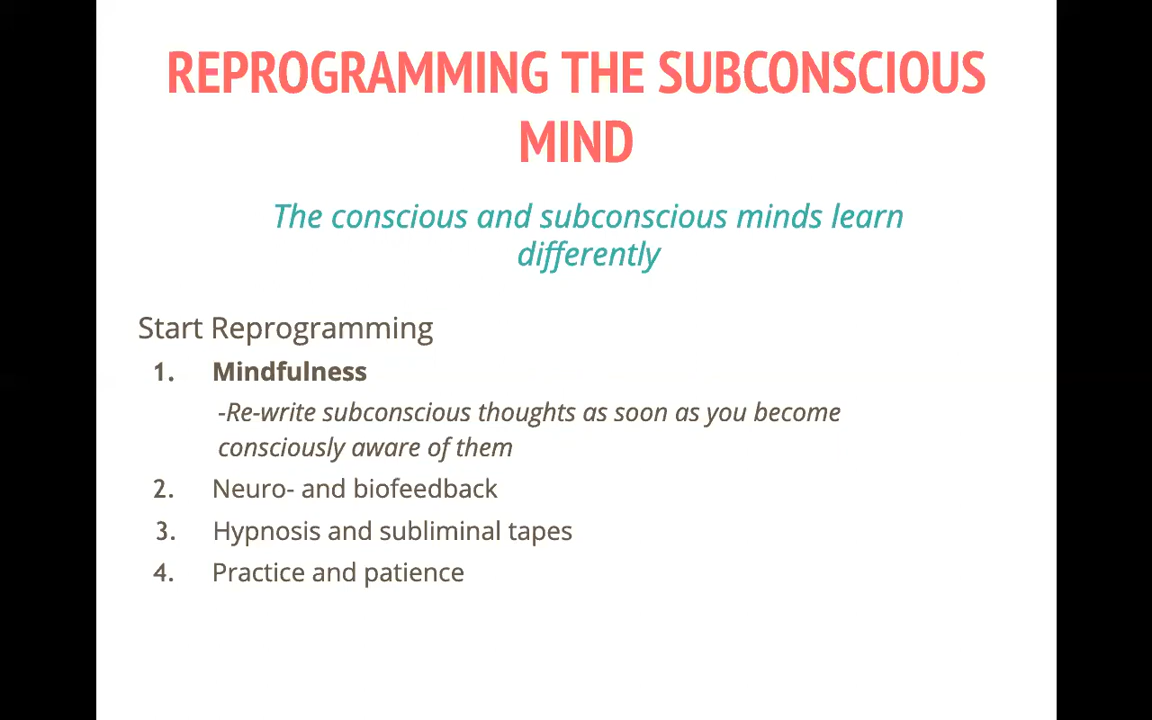 REPROGRAMMING THE SUBCONSCIOUS
MIND
The conscious and subconscious minds learn
differently
Start Reprogramming
1. Mindfulness
-Re-write subconscious thoughts as soon as you become
consciously aware of them
2. Neuro- and biofeedback
3. Hypnosis and subliminal tapes
4. Practice and patience